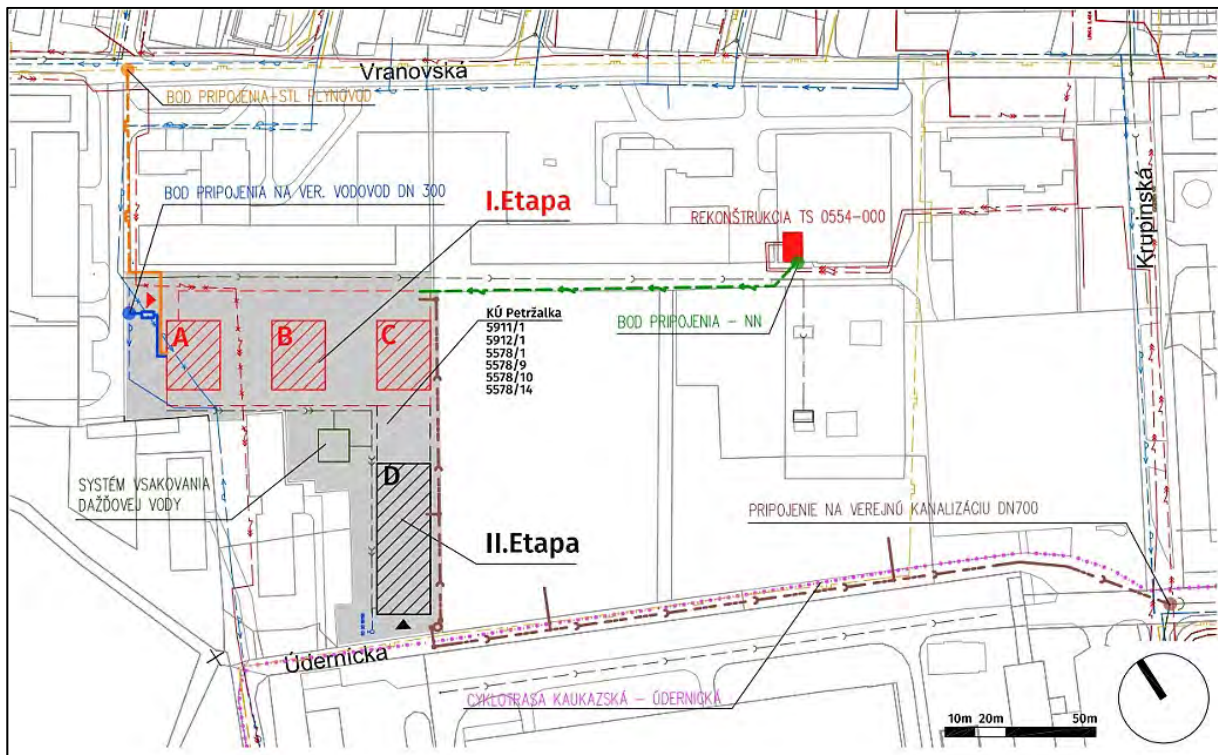 Vranovská
BOD PRIPOJENIA-STL PLYNOVOD
BOD PRIPOJENIA NA VER. VODOVOD DN 300
I.Etapa
REKONŠTRUKCIA TS 0554-000
Krupinská
A
B
C
KÚ Petržalka
5911/1
5912/1
5578/1
5578/9
5578/10
5578/14
BOD PRIPOJENIA - NN
SYSTÉM VSAKOVANIA
DAŽĎOVEJ VODY
D
II.Etapa
PRIPOJENIE NA VEREJNÚ KANALIZÁCIU DN700
Údernícka
CYKLOTRASA KAUKAZSKÁ - ÚDERNICKÁ
10m 20m 50m